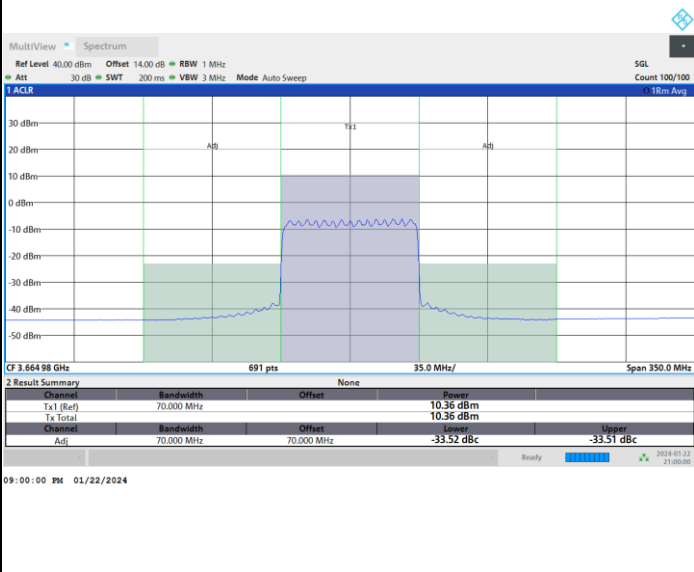 MultiView Spectrum
Ref Level 40.00 dBm Offset 14.00 dB RBW 1 MHz SGL
Att 30 dB SWT 200 ms VBW 3 MHz Mode Auto Sweep Count 100/100
1 ACLR 1Rm Avg
30 dBm
Tx1
20 dBm
Adj Adj
10 dBm
0 dBm
-10 dBm
-20 dBm
-30 dBm
-40 dBm
-50 dBm
CF 3.664 98 GHz 691 pts 35.0 MHz/ Span 350.0 MHz
2 Result Summary None
Channel Bandwidth Offset Power
Tx1 (Ref) 70.000 MHz 10.36 dBm
Tx Total 10.36 dBm
Channel Bandwidth Offset Lower Upper
Adj 70.000 MHz 70.000 MHz -33.52 dBc -33.51 dBc
Ready 2024-01-22
21:00:00
09:00:00 PM 01/22/2024